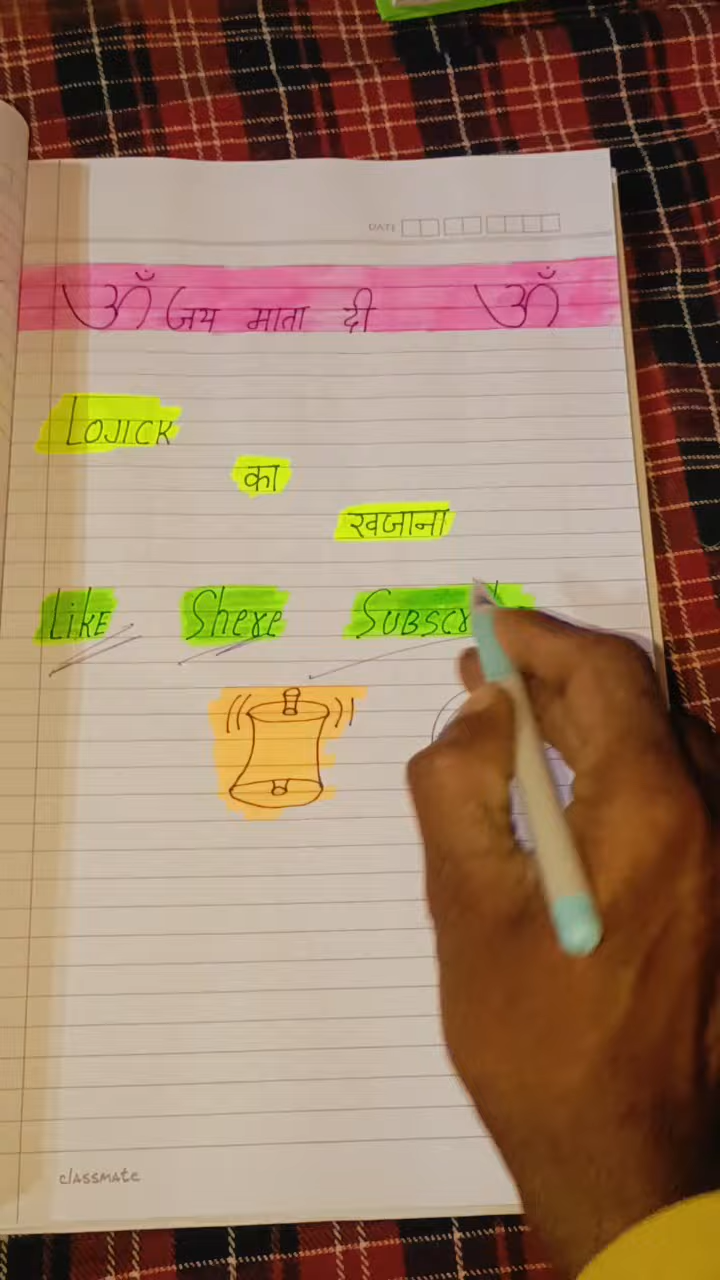 DATE
ॐ जय माता दी ॐ
LOJICK
का
खजाना
Like Shere
classmate